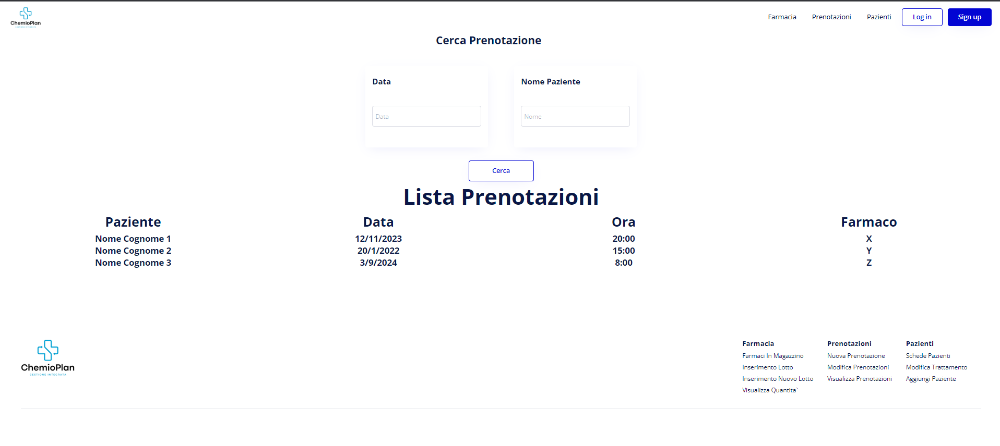 ChemioPlan
GESTIONE INTEGRATA
Farmacia Prenotazioni Pazienti Log in Sign up
Cerca Prenotazione
Data Nome Paziente
Data Nome
Cerca
Lista Prenotazioni
Paziente Data Ora Farmaco
Nome Cognome 1 12/11/2023 20:00 X
Nome Cognome 2 20/1/2022 15:00 Y
Nome Cognome 3 3/9/2024 8:00 Z
ChemioPlan
GESTIONE INTEGRATA
Farmacia Prenotazioni Pazienti
Farmaci In Magazzino Nuova Prenotazione Schede Pazienti
Inserimento Lotto Modifica Prenotazioni Modifica Trattamento
Inserimento Nuovo Lotto Visualizza Prenotazioni Aggiungi Paziente
Visualizza Quantita`